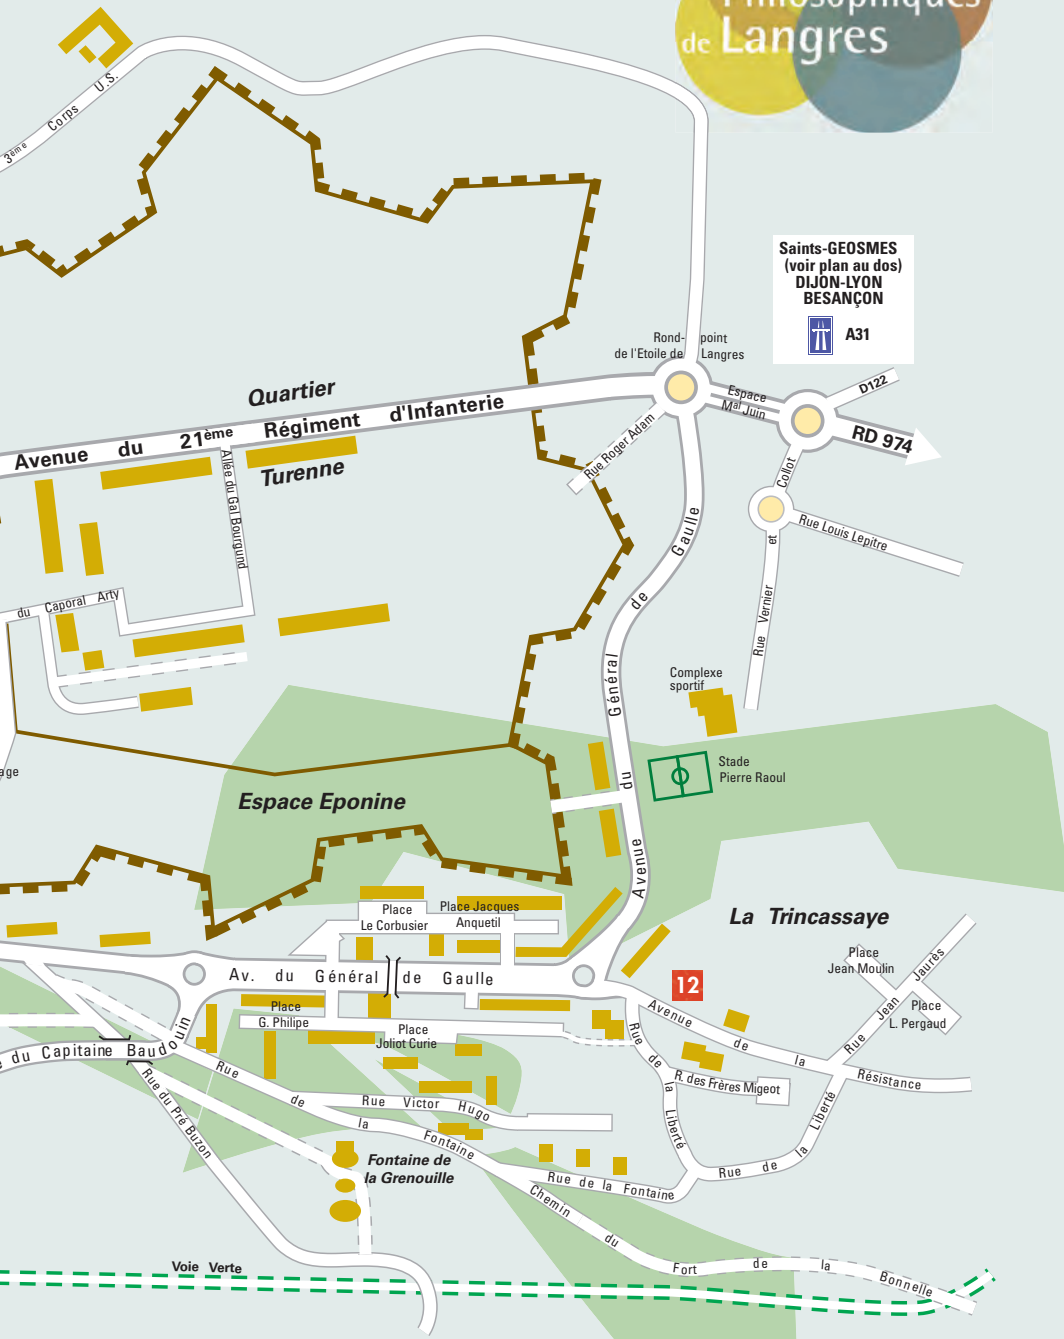 Philosophiques
de Langres
3ème Corps U.S.
Saints-GEOSMES
(voir plan au dos)
DIJON-LYON
BESANÇON
A31
Rond-point
de l'Etoile de Langres
Quartier
Avenue du 21ème Régiment d'Infanterie
Turenne
Espace
Mal Juin
D122
RD 974
Rue Roger Adam
Allée du Gal Bourgund
Rue Vernier et Collot
Rue Louis Lepitre
du Caporal Arty
Avenue du Général de Gaulle
Complexe
sportif
Stade
Pierre Raoul
age
Espace Eponine
La Trincassaye
Place
Le Corbusier
Place Jacques
Anquetil
Place
Jean Moulin
Rue Jean Jaurès
Place
L. Pergaud
Av. du Général de Gaulle
12
Place
G. Philipe
Place
Joliot Curie
Avenue de la Résistance
e du Capitaine Baudouin
Rue de la Liberté
R. des Frères Migeot
Rue du Pré Buzon
Rue de la Fontaine
Rue Victor Hugo
Fontaine de
la Grenouille
Rue de la Fontaine
Rue de la Liberté
Chemin du Fort de la Bonnelle
Voie Verte